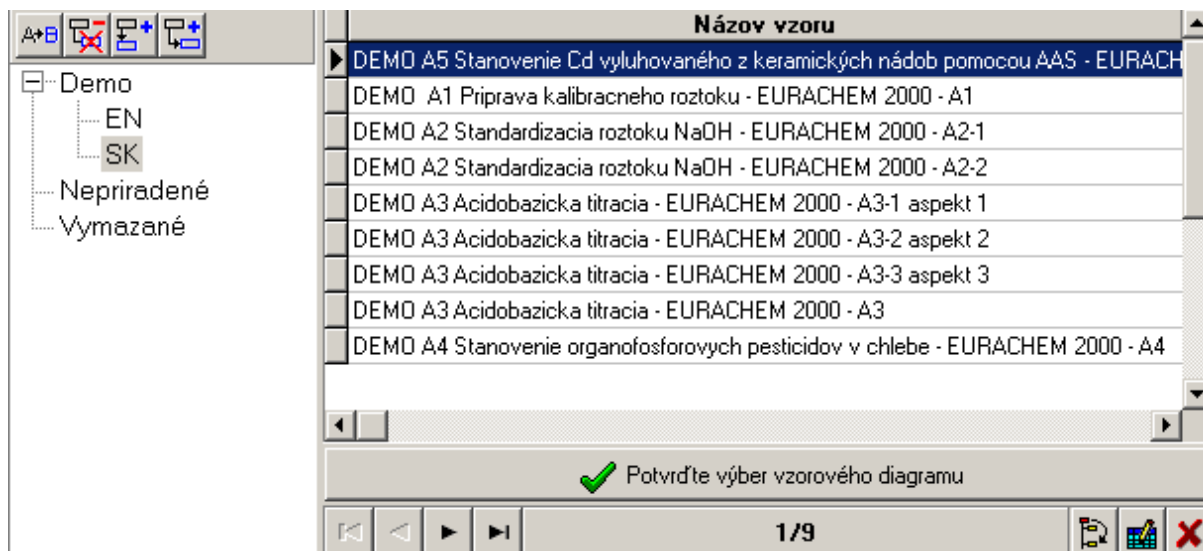 A B
Demo
EN
SK
Nepriradené
Vymazané
Názov vzoru
DEMO A5 Stanovenie Cd vyluhovaného z keramických nádob pomocou AAS - EURACH
DEMO  A1 Priprava kalibracneho roztoku - EURACHEM 2000 - A1
DEMO A2 Standardizacia roztoku NaOH - EURACHEM 2000 - A2-1
DEMO A2 Standardizacia roztoku NaOH - EURACHEM 2000 - A2-2
DEMO A3 Acidobazicka titracia - EURACHEM 2000 - A3-1 aspekt 1
DEMO A3 Acidobazicka titracia - EURACHEM 2000 - A3-2 aspekt 2
DEMO A3 Acidobazicka titracia - EURACHEM 2000 - A3-3 aspekt 3
DEMO A3 Acidobazicka titracia - EURACHEM 2000 - A3
DEMO A4 Stanovenie organofosforovych pesticidov v chlebe - EURACHEM 2000 - A4
Potvrďte výber vzorového diagramu
1/9